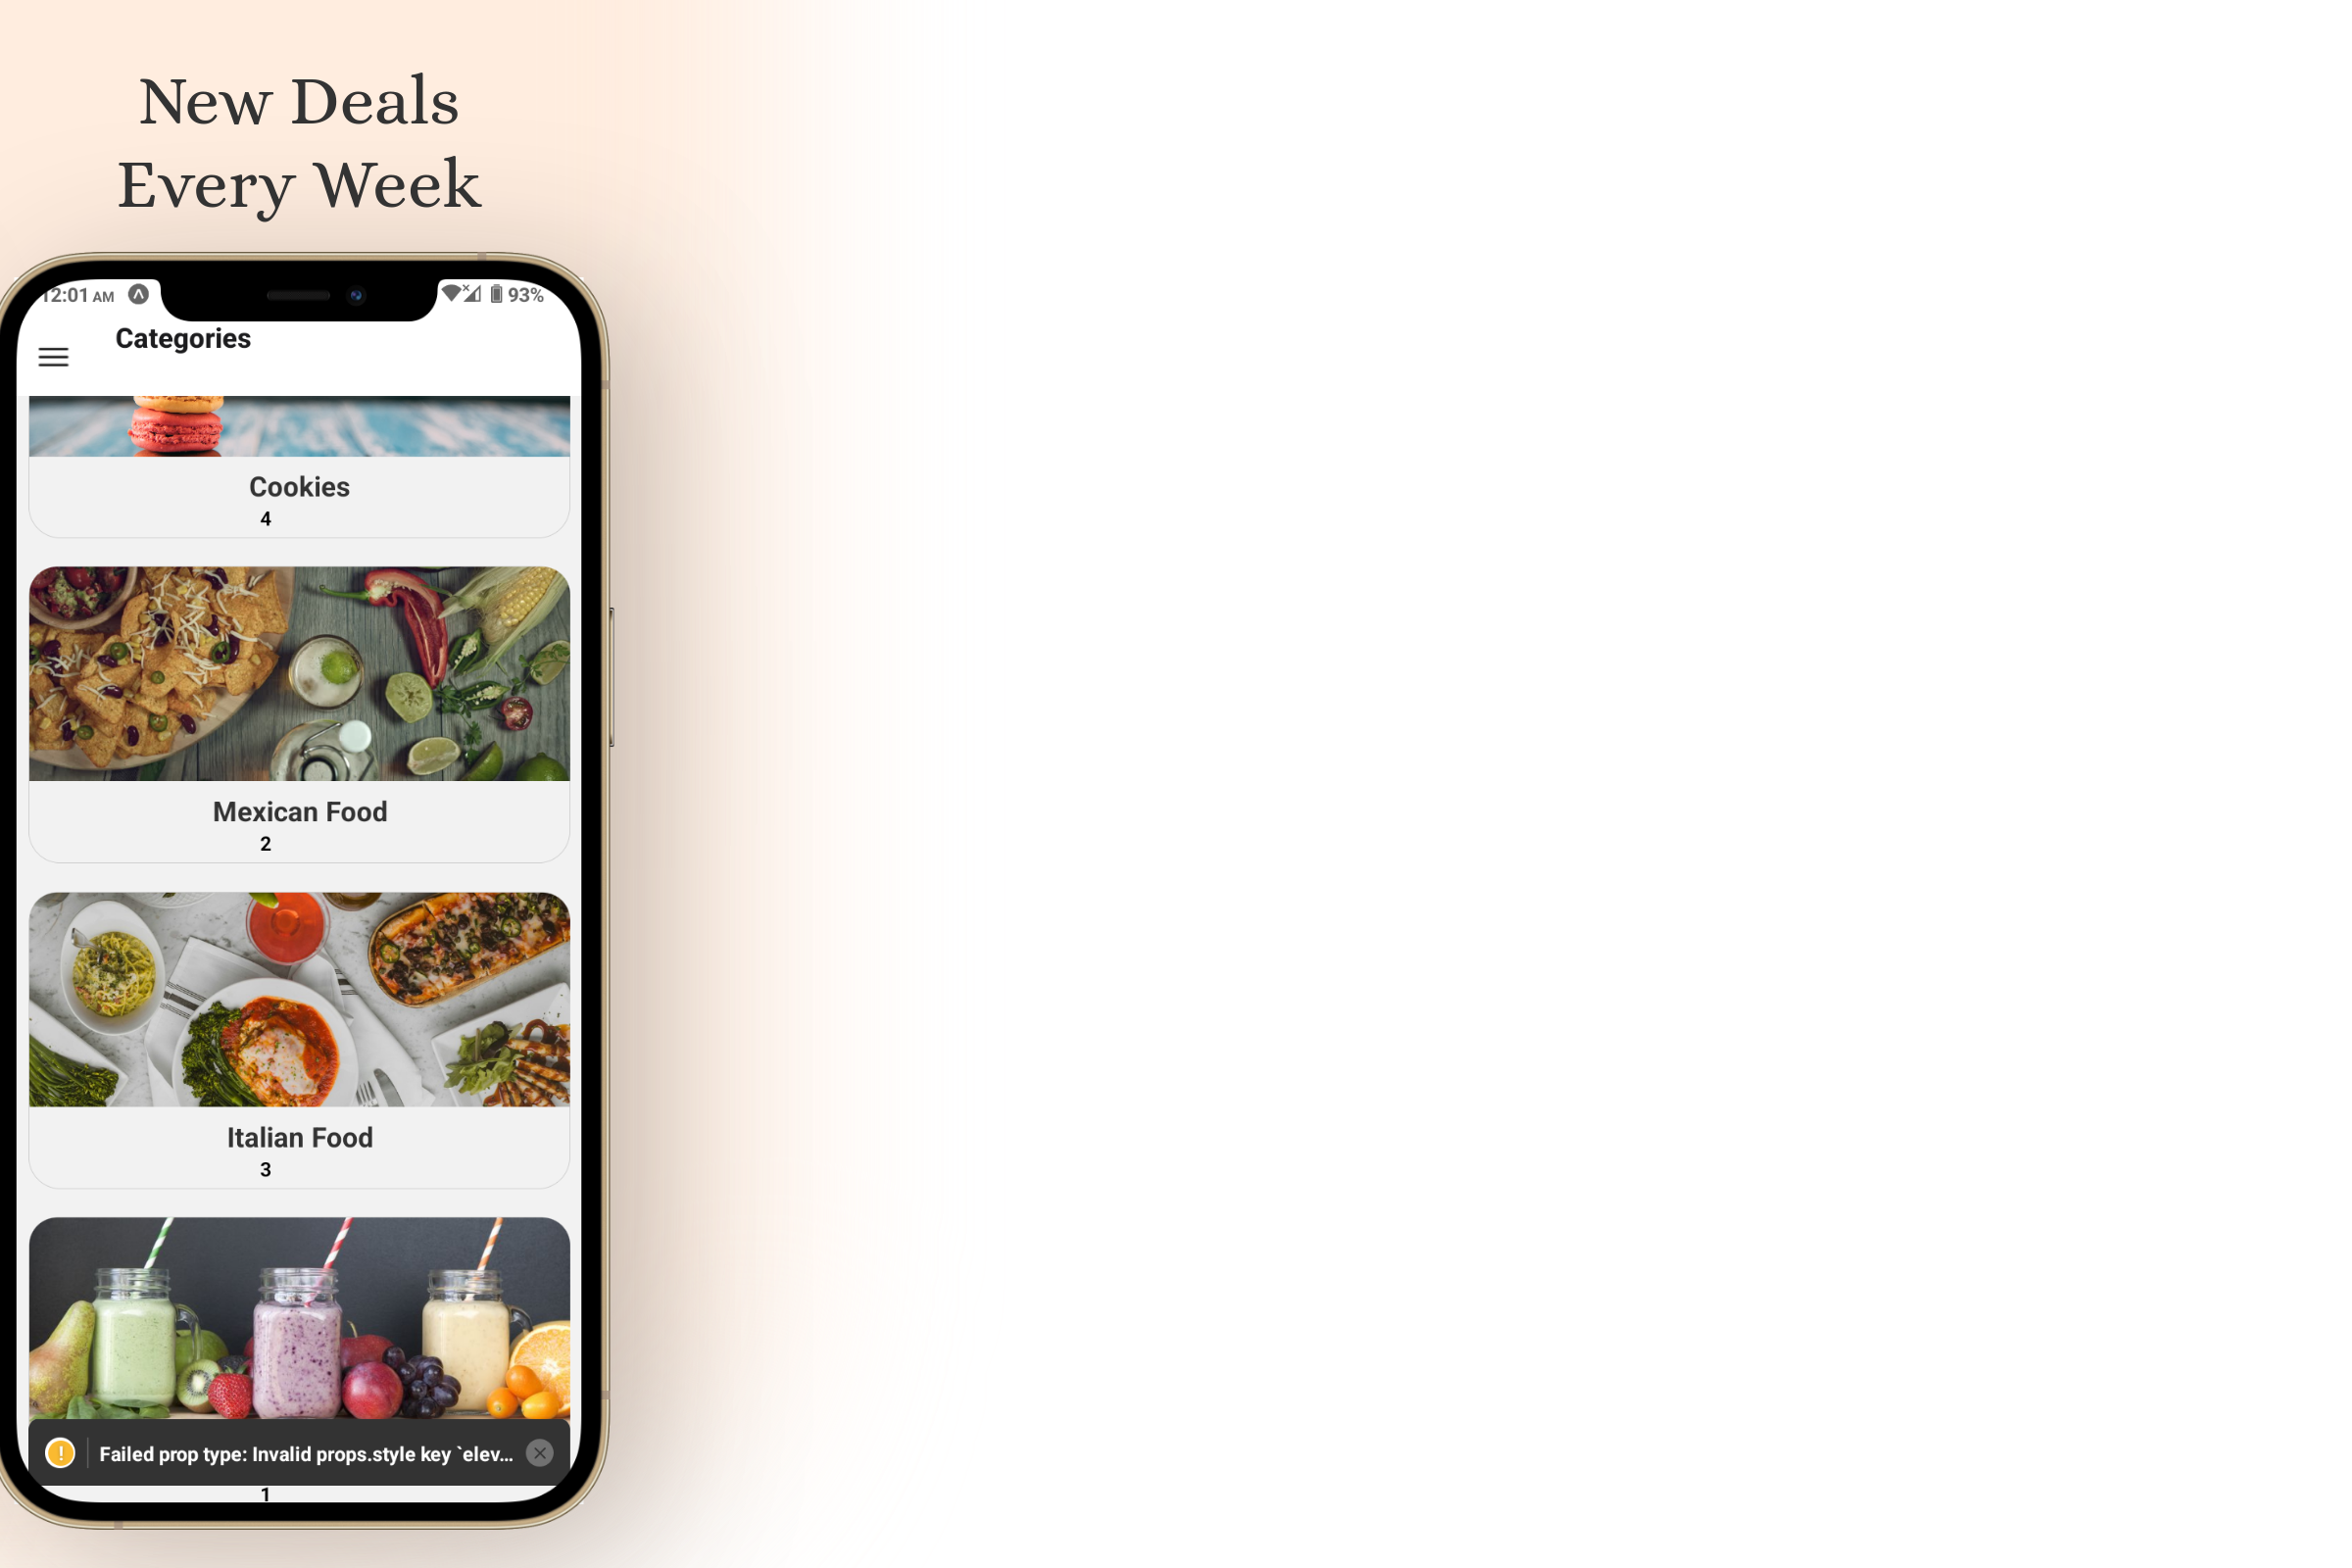 New Deals
Every Week
12:01 AM 93%
Categories
Cookies
4
Mexican Food
2
Italian Food
3
Failed prop type: Invalid props.style key `elev...
1